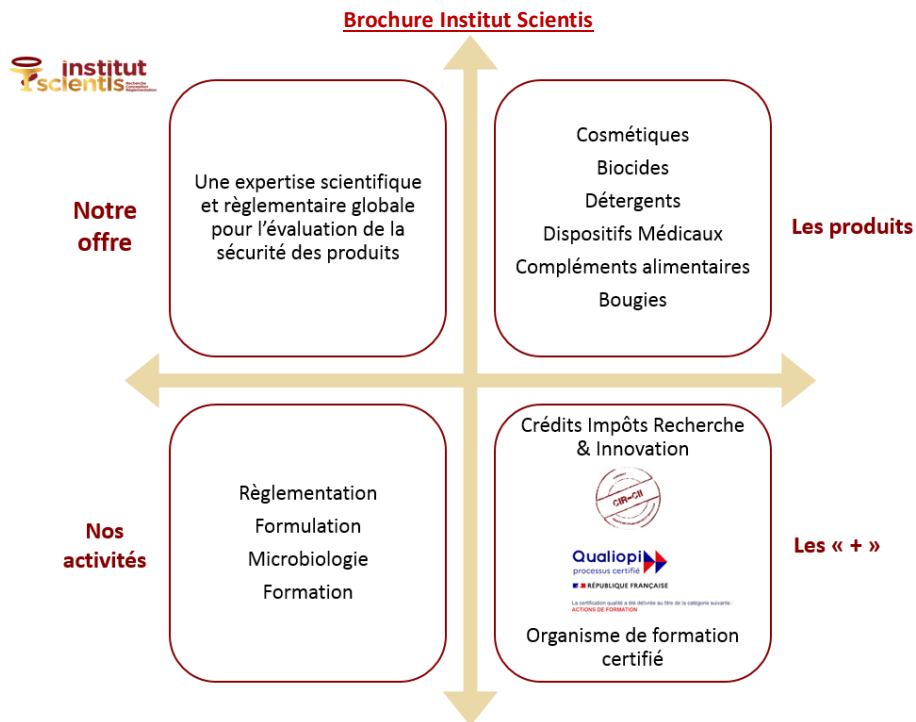 Brochure Institut Scientis
institut
scientis
Recherche
Conception
Réglementation
Notre
offre
Une expertise scientifique
et règlementaire globale
pour l'évaluation de la
sécurité des produits
Cosmétiques
Biocides
Détergents
Dispositifs Médicaux
Compléments alimentaires
Bougies
Les produits
Nos
activités
Règlementation
Formulation
Microbiologie
Formation
Crédits Impôts Recherche
& Innovation
CIR-CII
Qualiopi
processus certifié
RÉPUBLIQUE FRANÇAISE
La certification qualité a été délivrée au titre de la catégorie suivante :
ACTIONS DE FORMATION
Organisme de formation
certifié
Les « + »